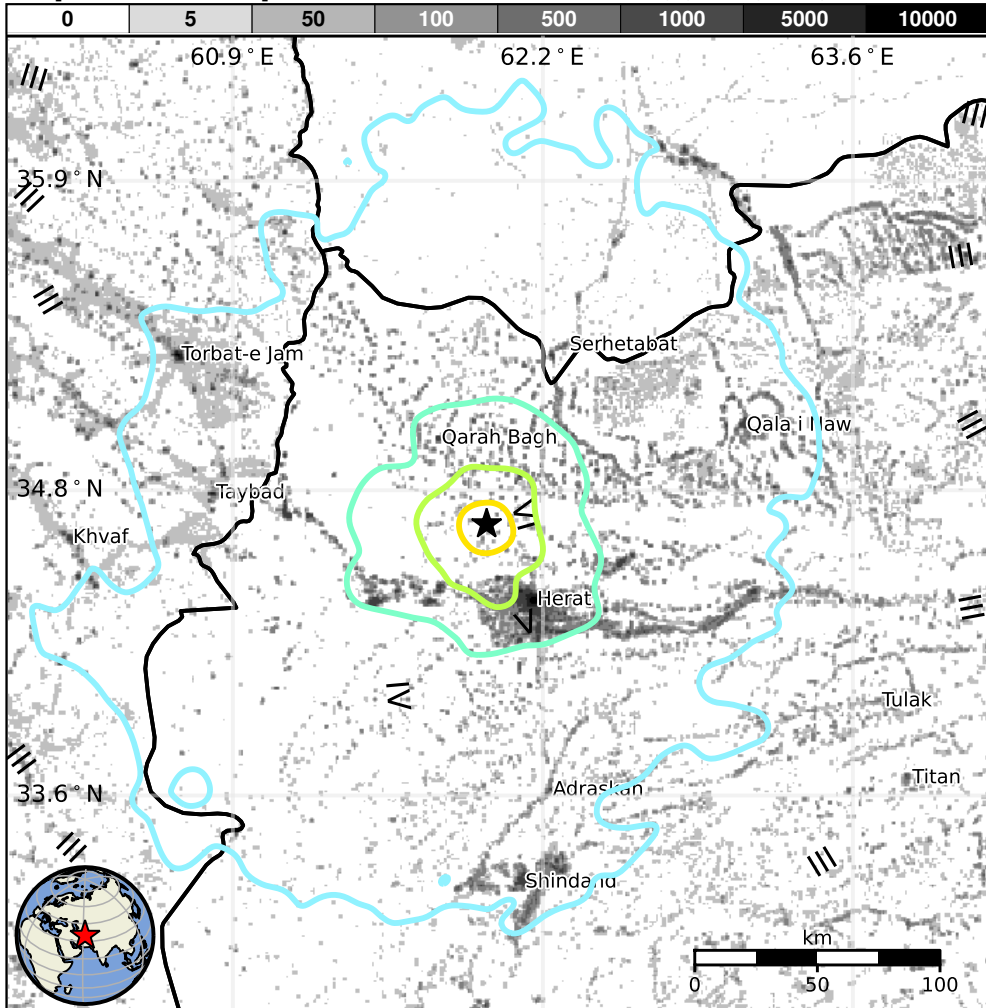 0 5 50 100 500 1000 5000 10000
60.9°E 62.2°E 63.6°E
III
III
35.9°N
III
III
III
Serhetabat
Torbat-e Jam
Qala i Naw
III
Qarah Bagh
34.8°N
Taybad
VI
Khvaf
Herat
III
V
IV
Tulak
III
Titan
33.6°N
Adraskan
III
III
Shindand
km
0 50 100